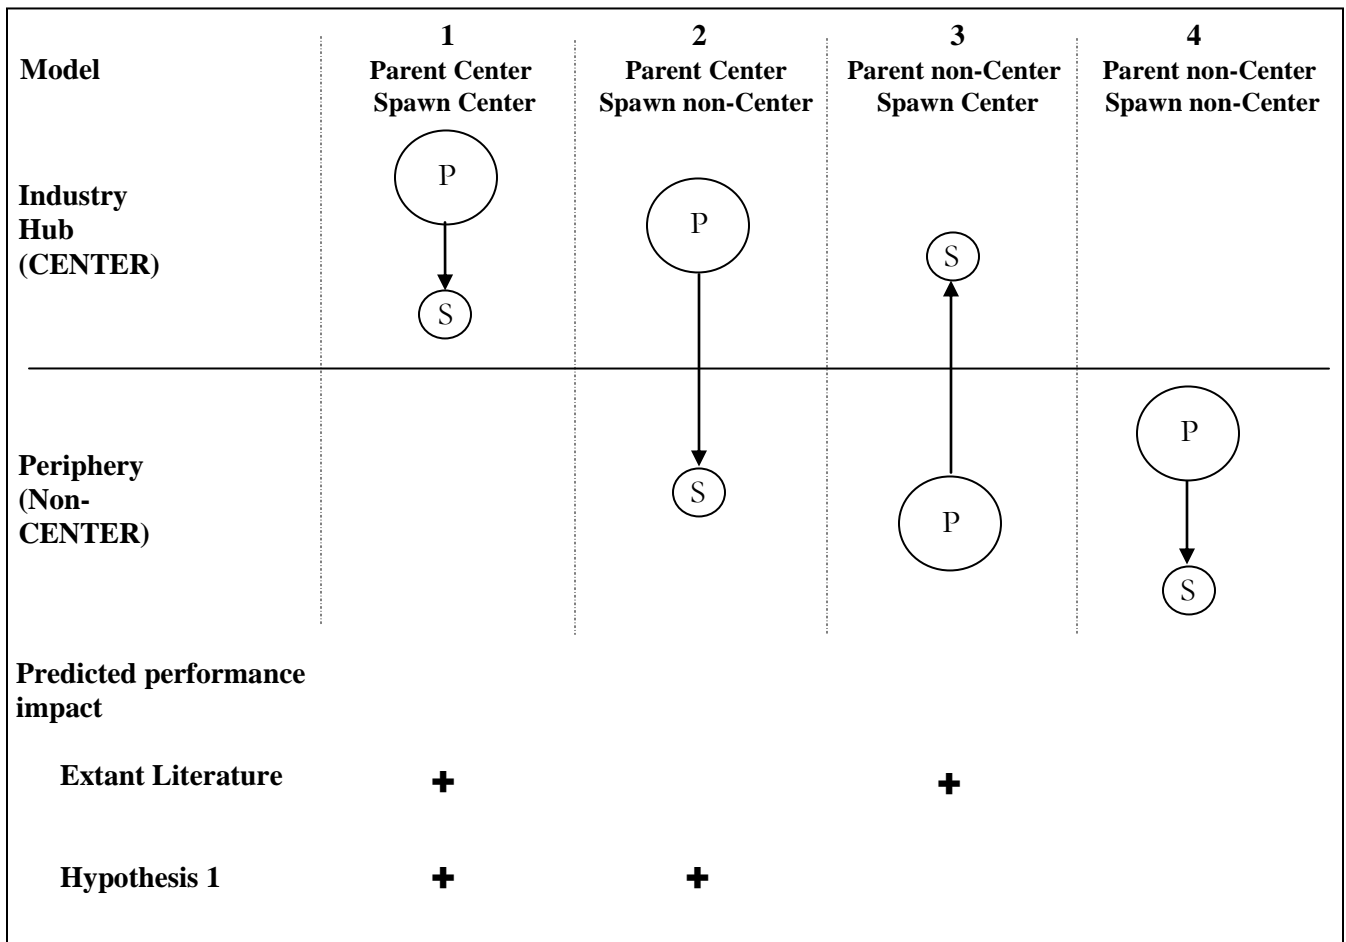 1 2 3 4
Model Parent Center Parent Center Parent non-Center Parent non-Center
Spawn Center Spawn non-Center Spawn Center Spawn non-Center
P
Industry
Hub
(CENTER)
P
S
S
P
Periphery
(Non-
CENTER)
S
P
S
Predicted performance
impact
Extant Literature + +
Hypothesis 1 + +